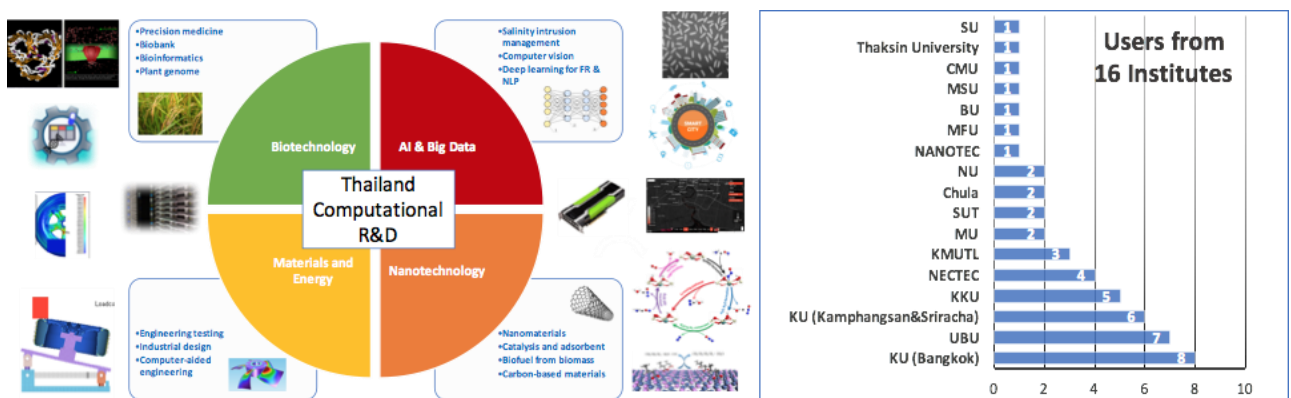 •Precision medicine
•Biobank
•Bioinformatics
•Plant genome
•Salinity intrusion
management
•Computer vision
•Deep learning for FR &
NLP
Biotechnology
AI & Big Data
Thailand
Computational
R&D
Materials and
Energy
Nanotechnology
•Engineering testing
•Industrial design
•Computer-aided
engineering
•Nanomaterials
•Catalysis and adsorbent
•Biofuel from biomass
•Carbon-based materials
SMART
CITY
Loads
Users from
16 Institutes
SU 1
Thaksin University 1
CMU 1
MSU 1
BU 1
MFU 1
NANOTEC 1
NU 2
Chula 2
SUT 2
MU 2
KMUTL 3
NECTEC 4
KKU 5
KU (Kamphangsan&Sriracha) 6
UBU 7
KU (Bangkok) 8
0 2 4 6 8 10